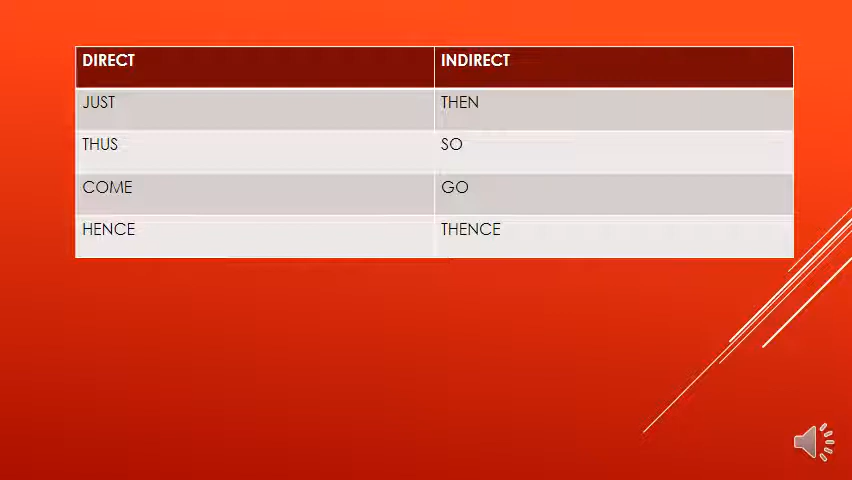 DIRECT INDIRECT
JUST THEN
THUS SO
COME GO
HENCE THENCE